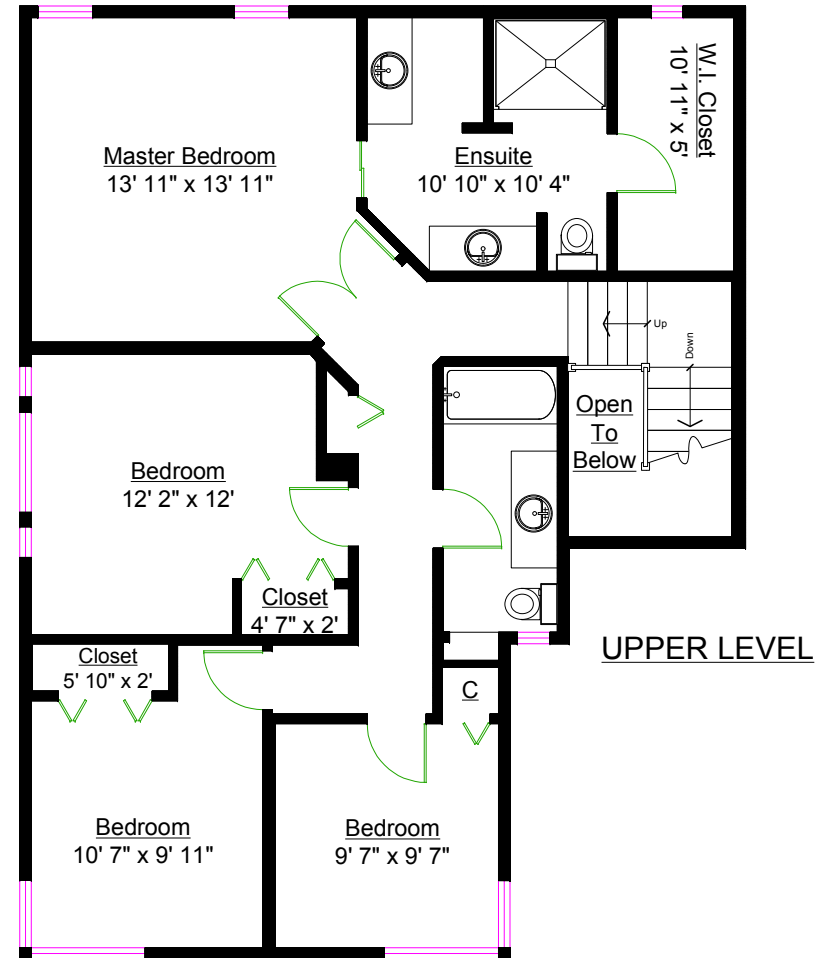 Master Bedroom
13' 11" x 13' 11"
Ensuite
10' 10" x 10' 4"
W.I. Closet
10' 11" x 5'
Up
Down
Open
To
Below
Bedroom
12' 2" x 12'
Closet
4' 7" x 2'
Closet
5' 10" x 2'
C
UPPER LEVEL
Bedroom
10' 7" x 9' 11"
Bedroom
9' 7" x 9' 7"